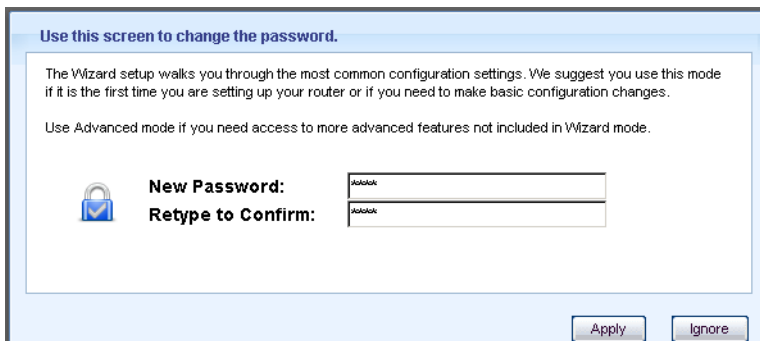 Use this screen to change the password.
The Wizard setup walks you through the most common configuration settings. We suggest you use this mode
if it is the first time you are setting up your router or if you need to make basic configuration changes.
Use Advanced mode if you need access to more advanced features not included in Wizard mode.
New Password: *****
Retype to Confirm: *****
Apply Ignore